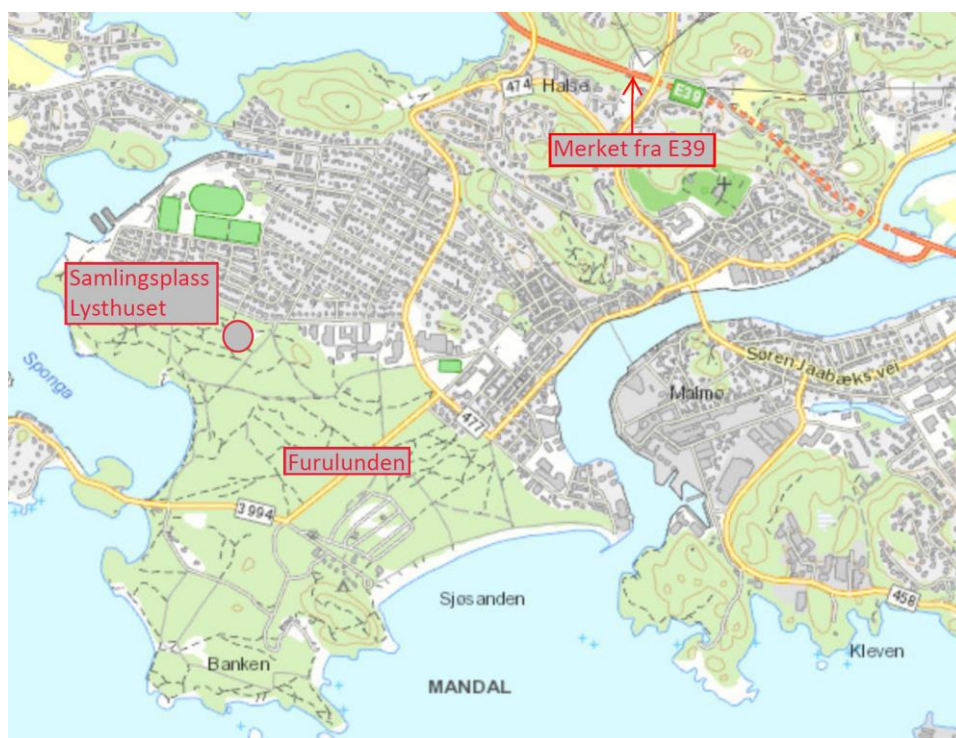 100
474
Halse
E39
Merket fra E39
Samlingsplass
Lysthuset
Sponga
Søren Jaabæks vei
Malmø
477
Furulunden
3994
Sjøsanden
458
Kleven
Banken
MANDAL